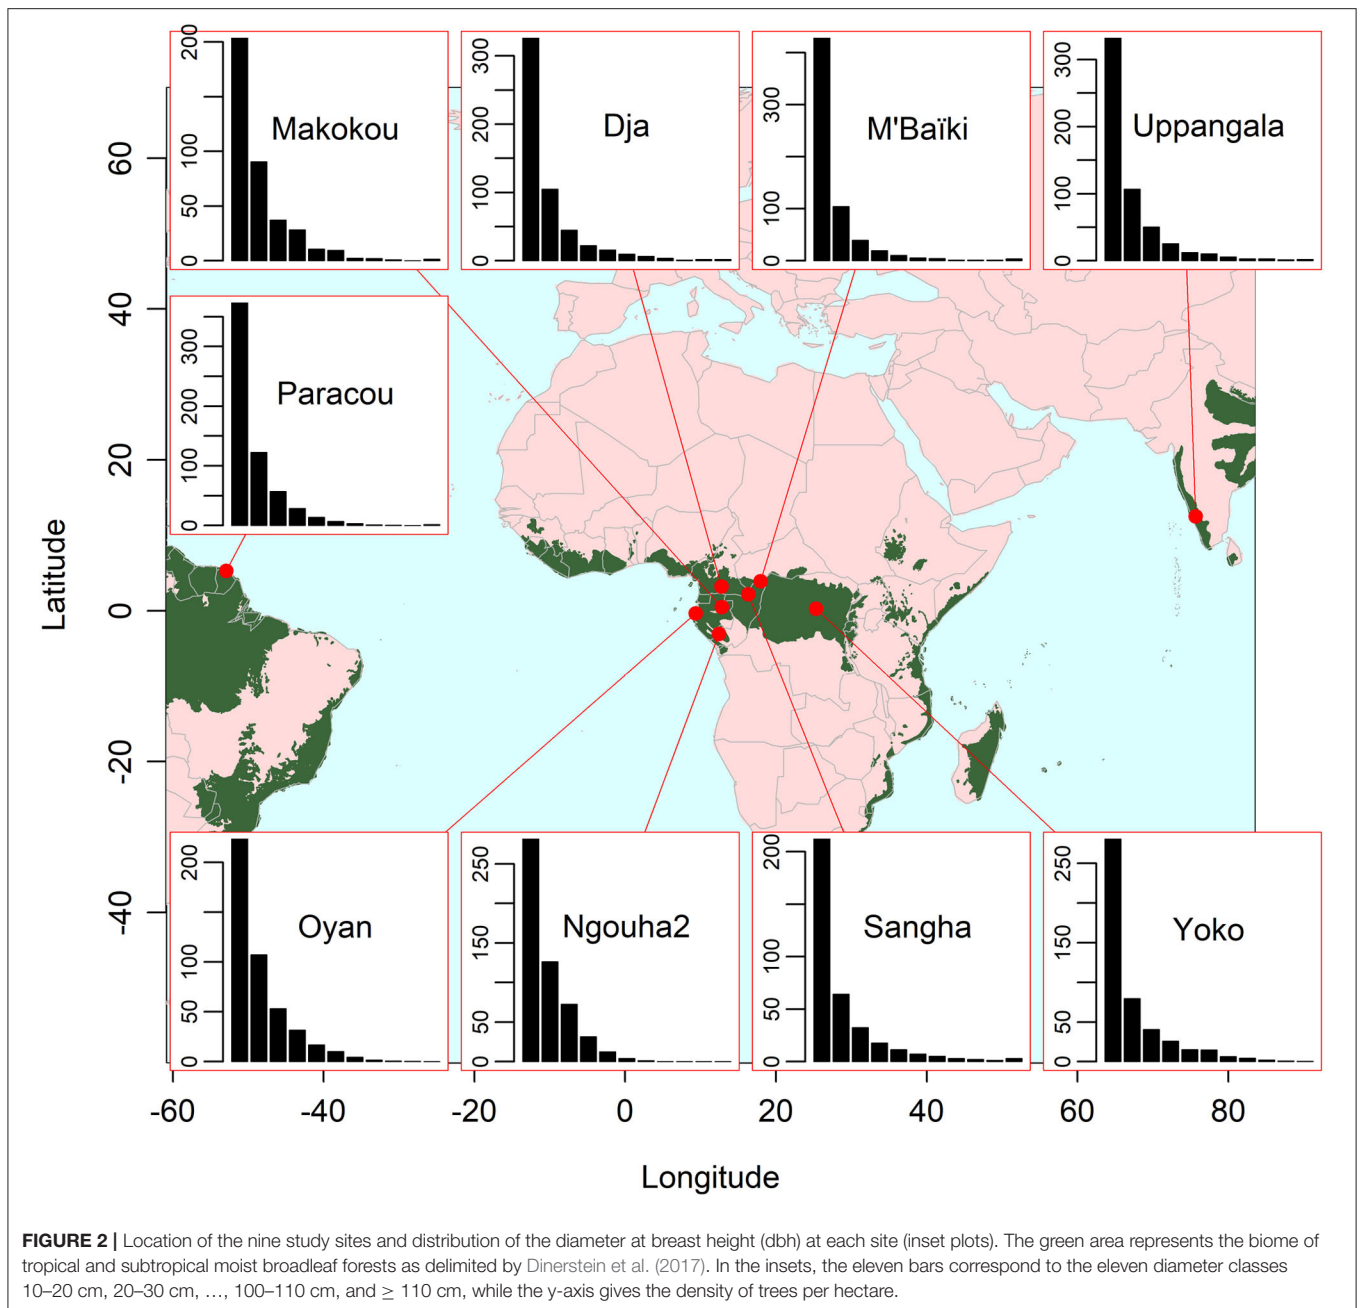 200
100
50
0
Makokou
300
200
100
0
Dja
300
100
0
M'Baïki
300
200
100
0
Uppangala
300
200
100
0
Paracou
60
40
20
0
-20
-40
Latitude
200
100
50
0
Oyan
250
150
50
0
Ngouha2
200
100
50
0
Sangha
250
150
50
0
Yoko
-60 -40 -20 0 20 40 60 80
Longitude
FIGURE 2 | Location of the nine study sites and distribution of the diameter at breast height (dbh) at each site (inset plots). The green area represents the biome of
tropical and subtropical moist broadleaf forests as delimited by Dinerstein et al. (2017). In the insets, the eleven bars correspond to the eleven diameter classes
10–20 cm, 20–30 cm, …, 100–110 cm, and ≥ 110 cm, while the y-axis gives the density of trees per hectare.